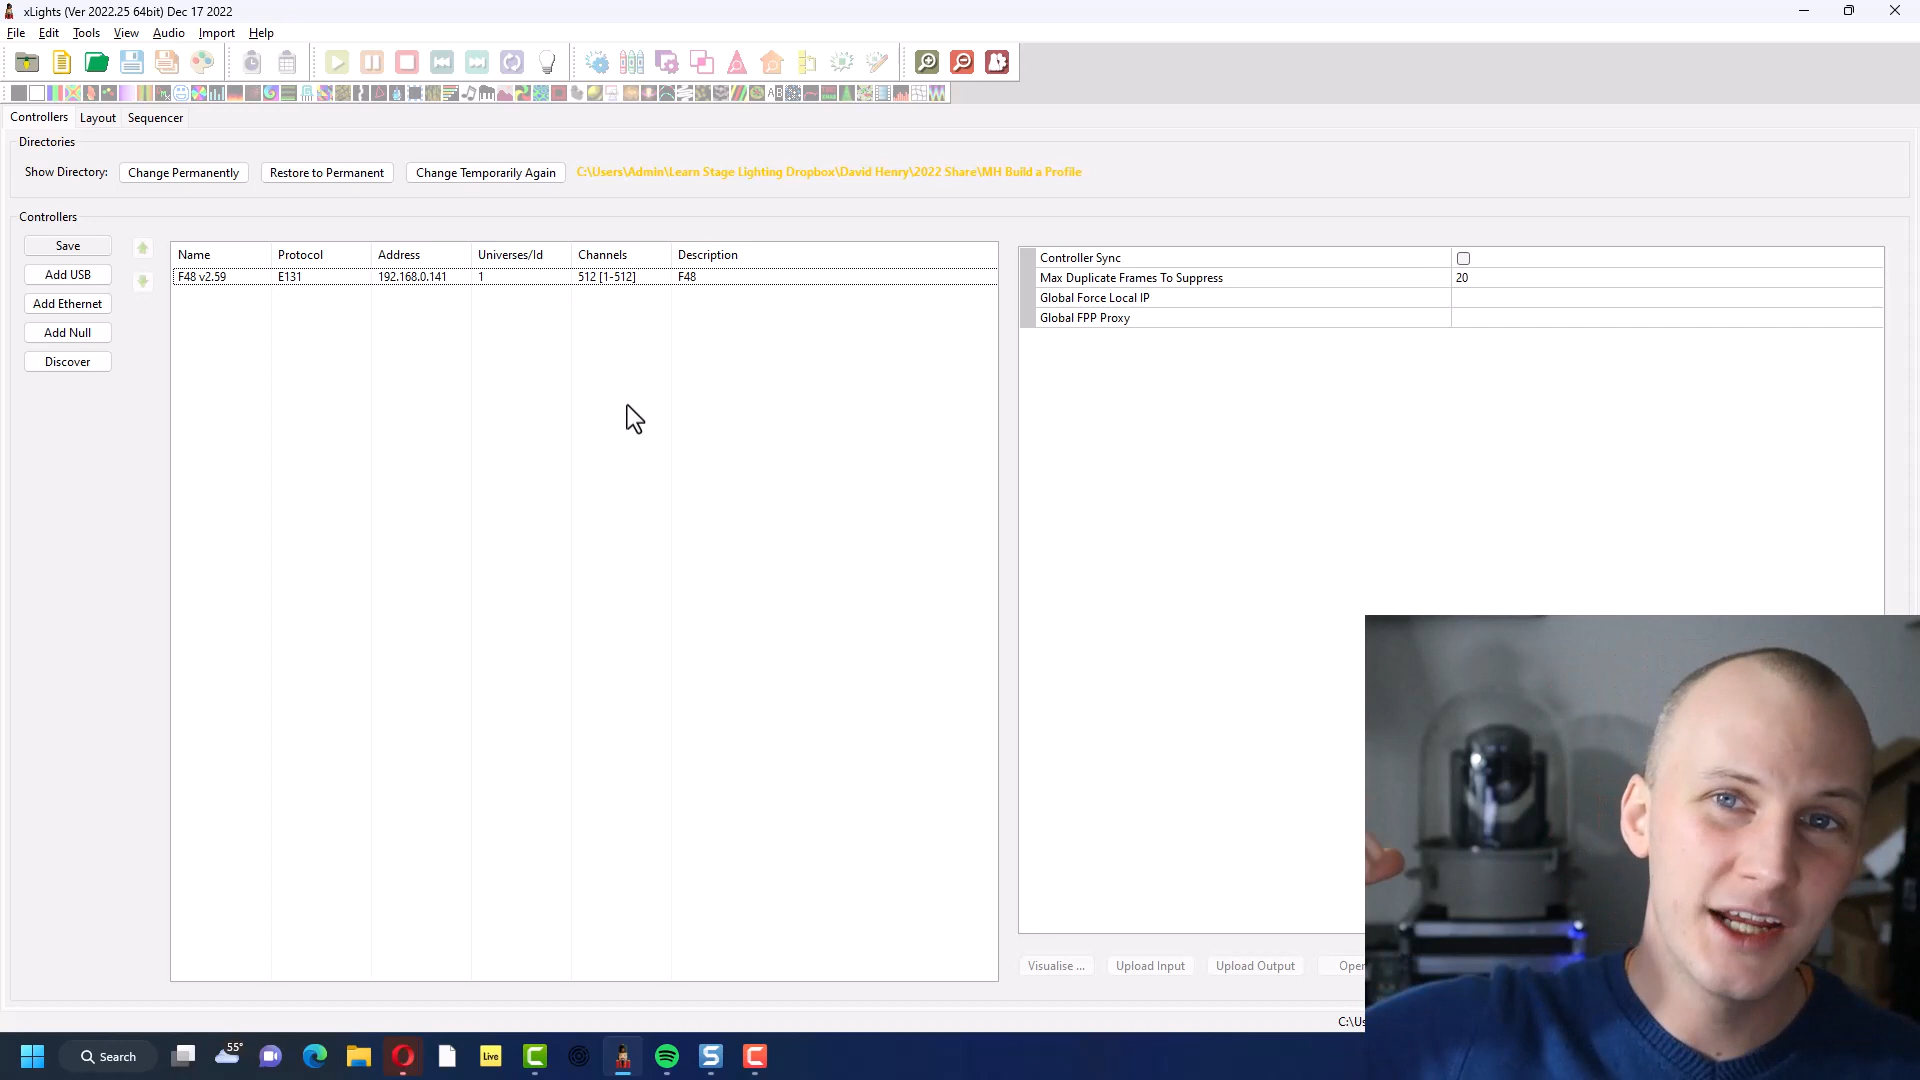 xLights (Ver 2022.25 64bit) Dec 17 2022
File Edit Tools View Audio Import Help
Controllers Layout Sequencer
Directories
Show Directory: Change Permanently Restore to Permanent Change Temporarily Again C:\Users\Admin\Learn Stage Lighting Dropbox\David Henry\2022 Share\MH Build a Profile
Controllers
Save
Add USB
Add Ethernet
Add Null
Discover
Name Protocol Address Universes/Id Channels Description
F48 v2.59 E131 192.168.0.141 1 512 [1-512] F48
Controller Sync
Max Duplicate Frames To Suppress 20
Global Force Local IP
Global FPP Proxy
Visualise ... Upload Input Upload Output Open
C:\Us
Search 55° Live